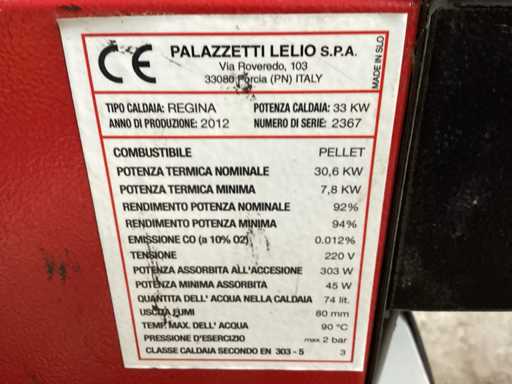 CE PALAZZETTI LELIO S.P.A.
Via Roveredo, 103
33080 Porcia (PN) ITALY
MADE IN SLO
TIPO CALDAIA: REGINA POTENZA CALDAIA: 33 KW
ANNO DI PRODUZIONE: 2012 NUMERO DI SERIE: 2367
COMBUSTIBILE PELLET
POTENZA TERMICA NOMINALE 30,6 KW
POTENZA TERMICA MINIMA 7,8 KW
RENDIMENTO POTENZA NOMINALE 92%
RENDIMENTO POTENZA MINIMA 94%
EMISSIONE CO (a 10% O2) 0.012%
TENSIONE 220 V
POTENZA ASSORBITA ALL'ACCESIONE 303 W
POTENZA MINIMA ASSORBITA 45 W
QUANTITA DELL' ACQUA NELLA CALDAIA 74 lit.
USCITA FUMI 80 mm
TEMP. MAX. DELL' ACQUA 90 °C
PRESSIONE D'ESERCIZIO max 2 bar
CLASSE CALDAIA SECONDO EN 303 - 5 3